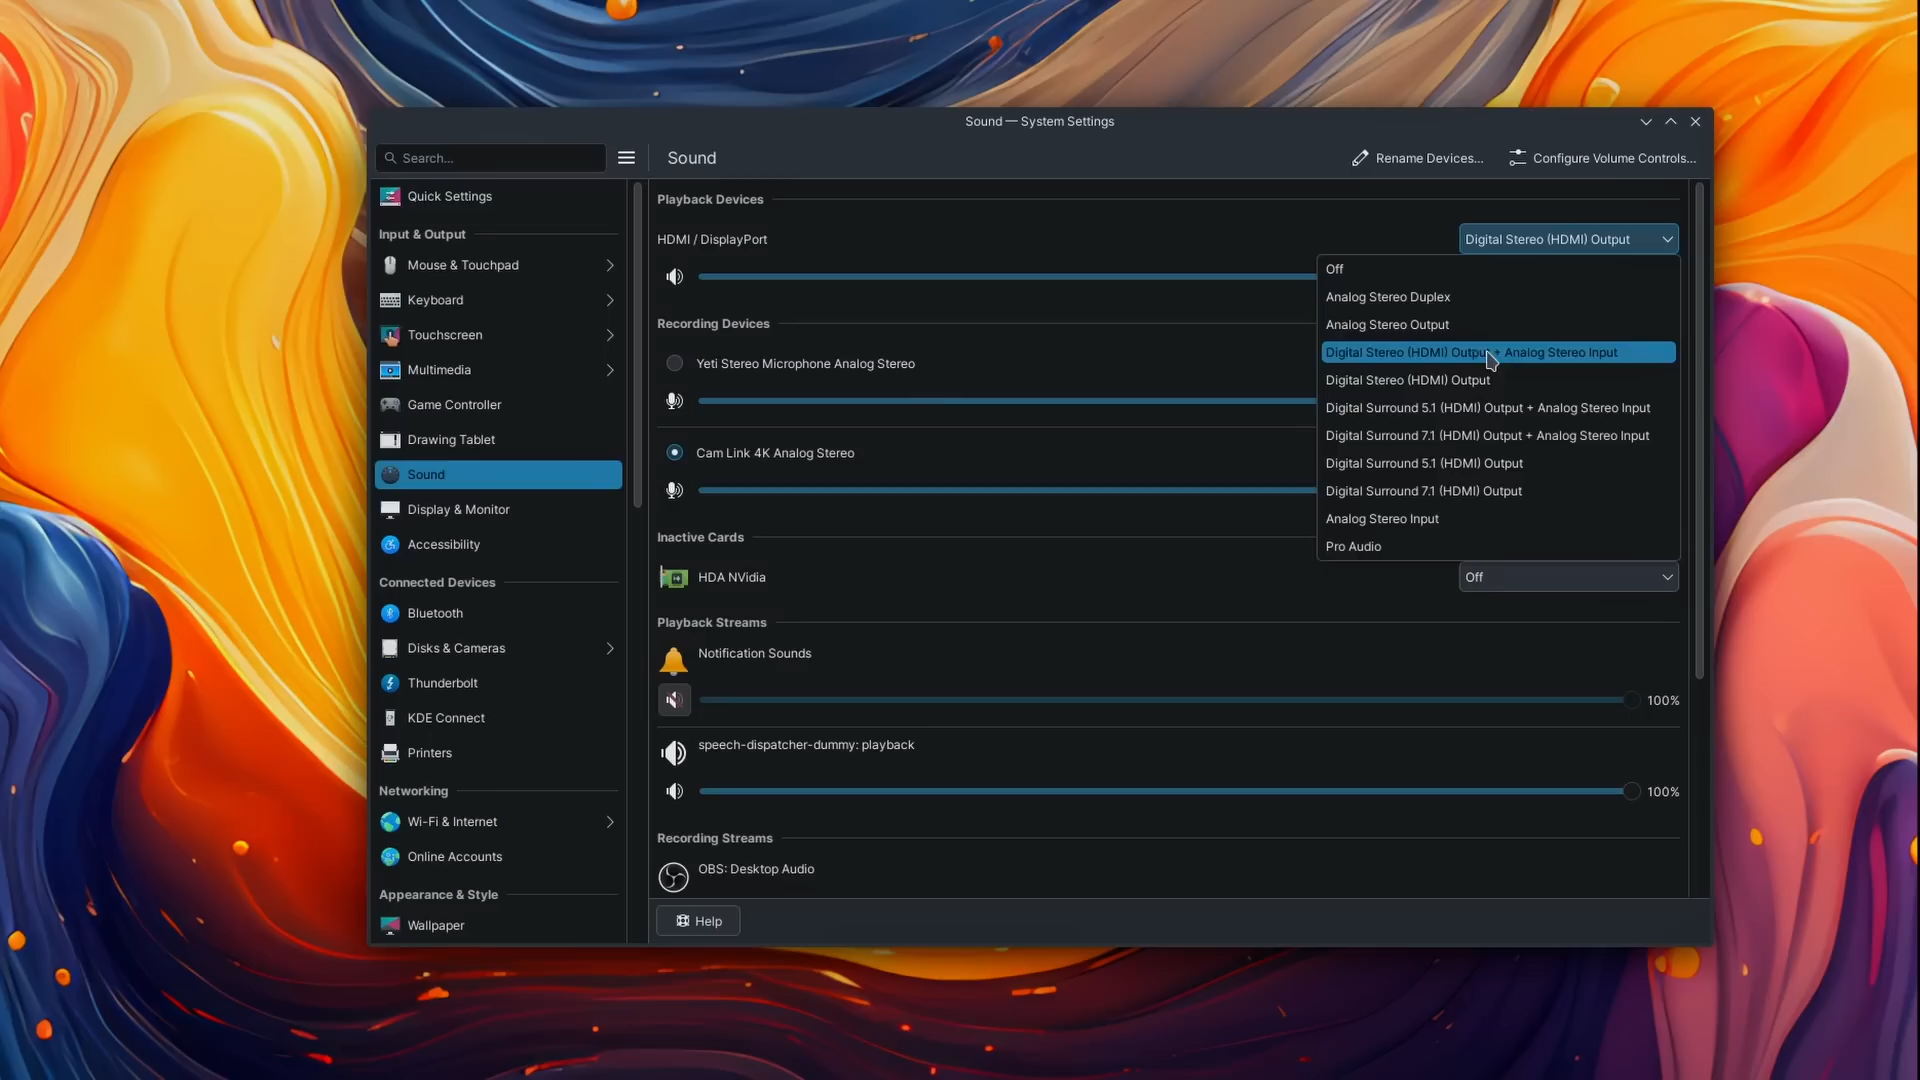 Sound — System Settings
Search...
Sound
Rename Devices...
Configure Volume Controls...
Quick Settings
Input & Output
Mouse & Touchpad
Keyboard
Touchscreen
Multimedia
Game Controller
Drawing Tablet
Sound
Display & Monitor
Accessibility
Connected Devices
Bluetooth
Disks & Cameras
Thunderbolt
KDE Connect
Printers
Networking
Wi-Fi & Internet
Online Accounts
Appearance & Style
Wallpaper
Playback Devices
HDMI / DisplayPort
Digital Stereo (HDMI) Output
Off
Analog Stereo Duplex
Analog Stereo Output
Digital Stereo (HDMI) Output + Analog Stereo Input
Digital Stereo (HDMI) Output
Digital Surround 5.1 (HDMI) Output + Analog Stereo Input
Digital Surround 7.1 (HDMI) Output + Analog Stereo Input
Digital Surround 5.1 (HDMI) Output
Digital Surround 7.1 (HDMI) Output
Analog Stereo Input
Pro Audio
Recording Devices
Yeti Stereo Microphone Analog Stereo
Cam Link 4K Analog Stereo
Inactive Cards
HDA NVidia
Off
Playback Streams
Notification Sounds
100%
speech-dispatcher-dummy: playback
100%
Recording Streams
OBS: Desktop Audio
Help